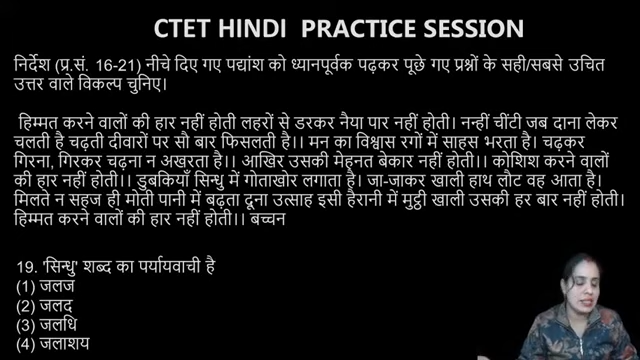 CTET HINDI PRACTICE SESSION
निर्देश (प्र.सं. 16-21) नीचे दिए गए पद्यांश को ध्यानपूर्वक पढ़कर पूछे गए प्रश्नों के सही/सबसे उचित
उत्तर वाले विकल्प चुनिए।
हिम्मत करने वालों की हार नहीं होती लहरों से डरकर नैया पार नहीं होती। नन्हीं चींटी जब दाना लेकर
चलती है चढ़ती दीवारों पर सौ बार फिसलती है।। मन का विश्वास रगों में साहस भरता है। चढ़कर
गिरना, गिरकर चढ़ना न अखरता है।। आखिर उसकी मेहनत बेकार नहीं होती।। कोशिश करने वालों
की हार नहीं होती।। डुबकियाँ सिन्धु में गोताखोर लगाता है। जा-जाकर खाली हाथ लौट वह आता है।
मिलते न सहज ही मोती पानी में बढ़ता दूना उत्साह इसी हैरानी में मुट्ठी खाली उसकी हर बार नहीं होती।
हिम्मत करने वालों की हार नहीं होती।। बच्चन
19. 'सिन्धु' शब्द का पर्यायवाची है
(1) जलज
(2) जलद
(3) जलधि
(4) जलाशय